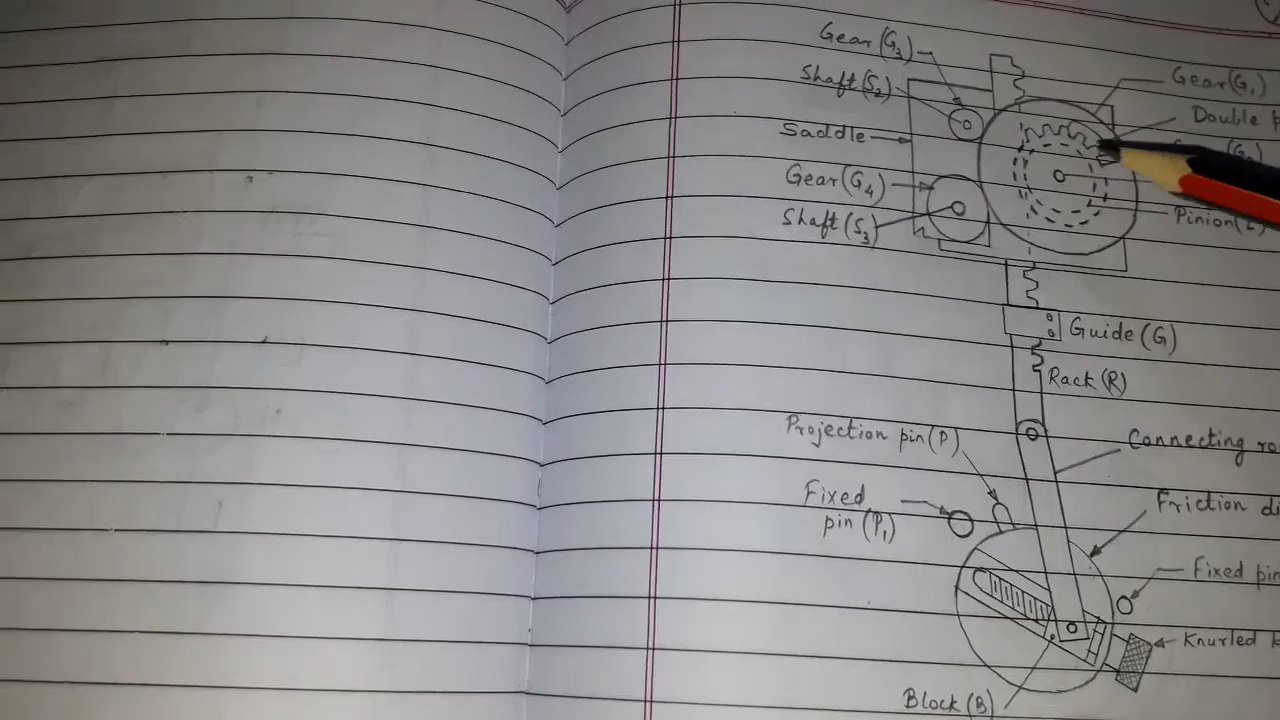 Gear (G3)
Shaft (S2)
Gear (G1)
Double
Saddle
Gear (G4)
Shaft (S3)
Pinion
Guide (G)
Rack (R)
Projection pin (P)
Connecting
Fixed
pin (P1)
Friction
Fixed pin
Knurled
Block (B)